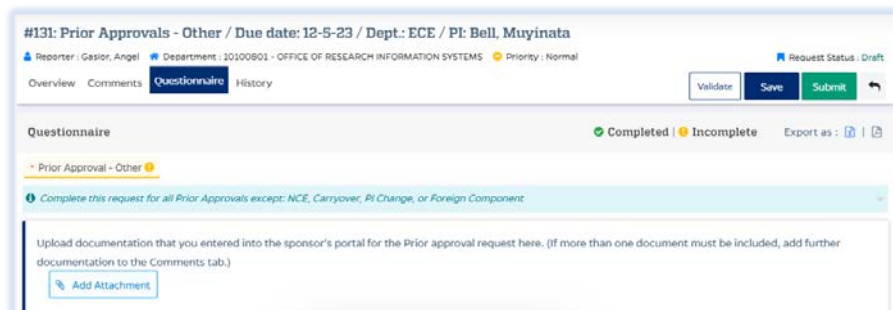 #131: Prior Approvals - Other / Due date: 12-5-23 / Dept.: ECE / PI: Bell, Muyinata
Reporter : Gasior, Angel Department : 10100801 - OFFICE OF RESEARCH INFORMATION SYSTEMS Priority : Normal Request Status : Draft
Overview Comments Questionnaire History Validate Save Submit
Questionnaire Completed | Incomplete Export as : |
* Prior Approval - Other
Complete this request for all Prior Approvals except: NCE, Carryover, PI Change, or Foreign Component
Upload documentation that you entered into the sponsor's portal for the Prior approval request here. (If more than one document must be included, add further
documentation to the Comments tab.)
Add Attachment